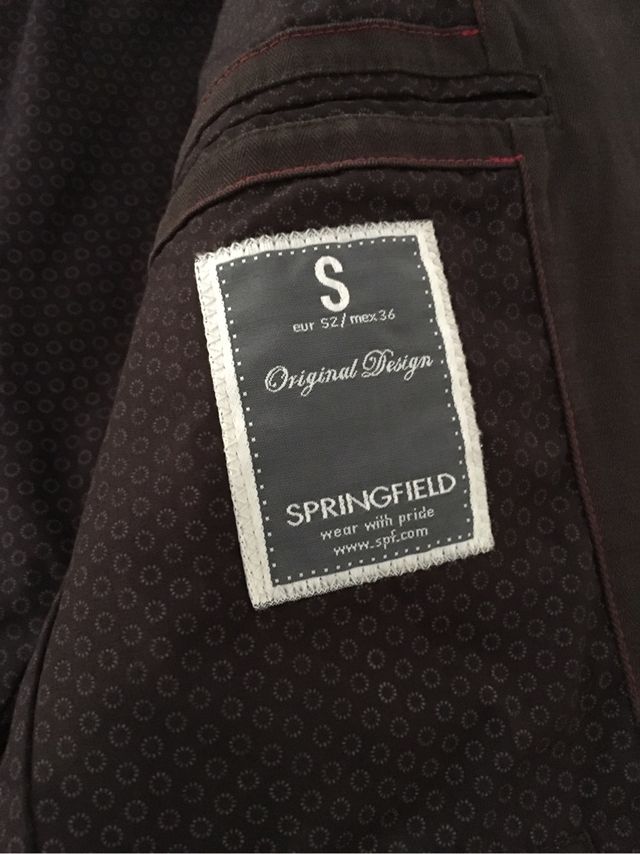 S
eur 52/mex36
Original Design
SPRINGFIELD
wear with pride
www.spf.com